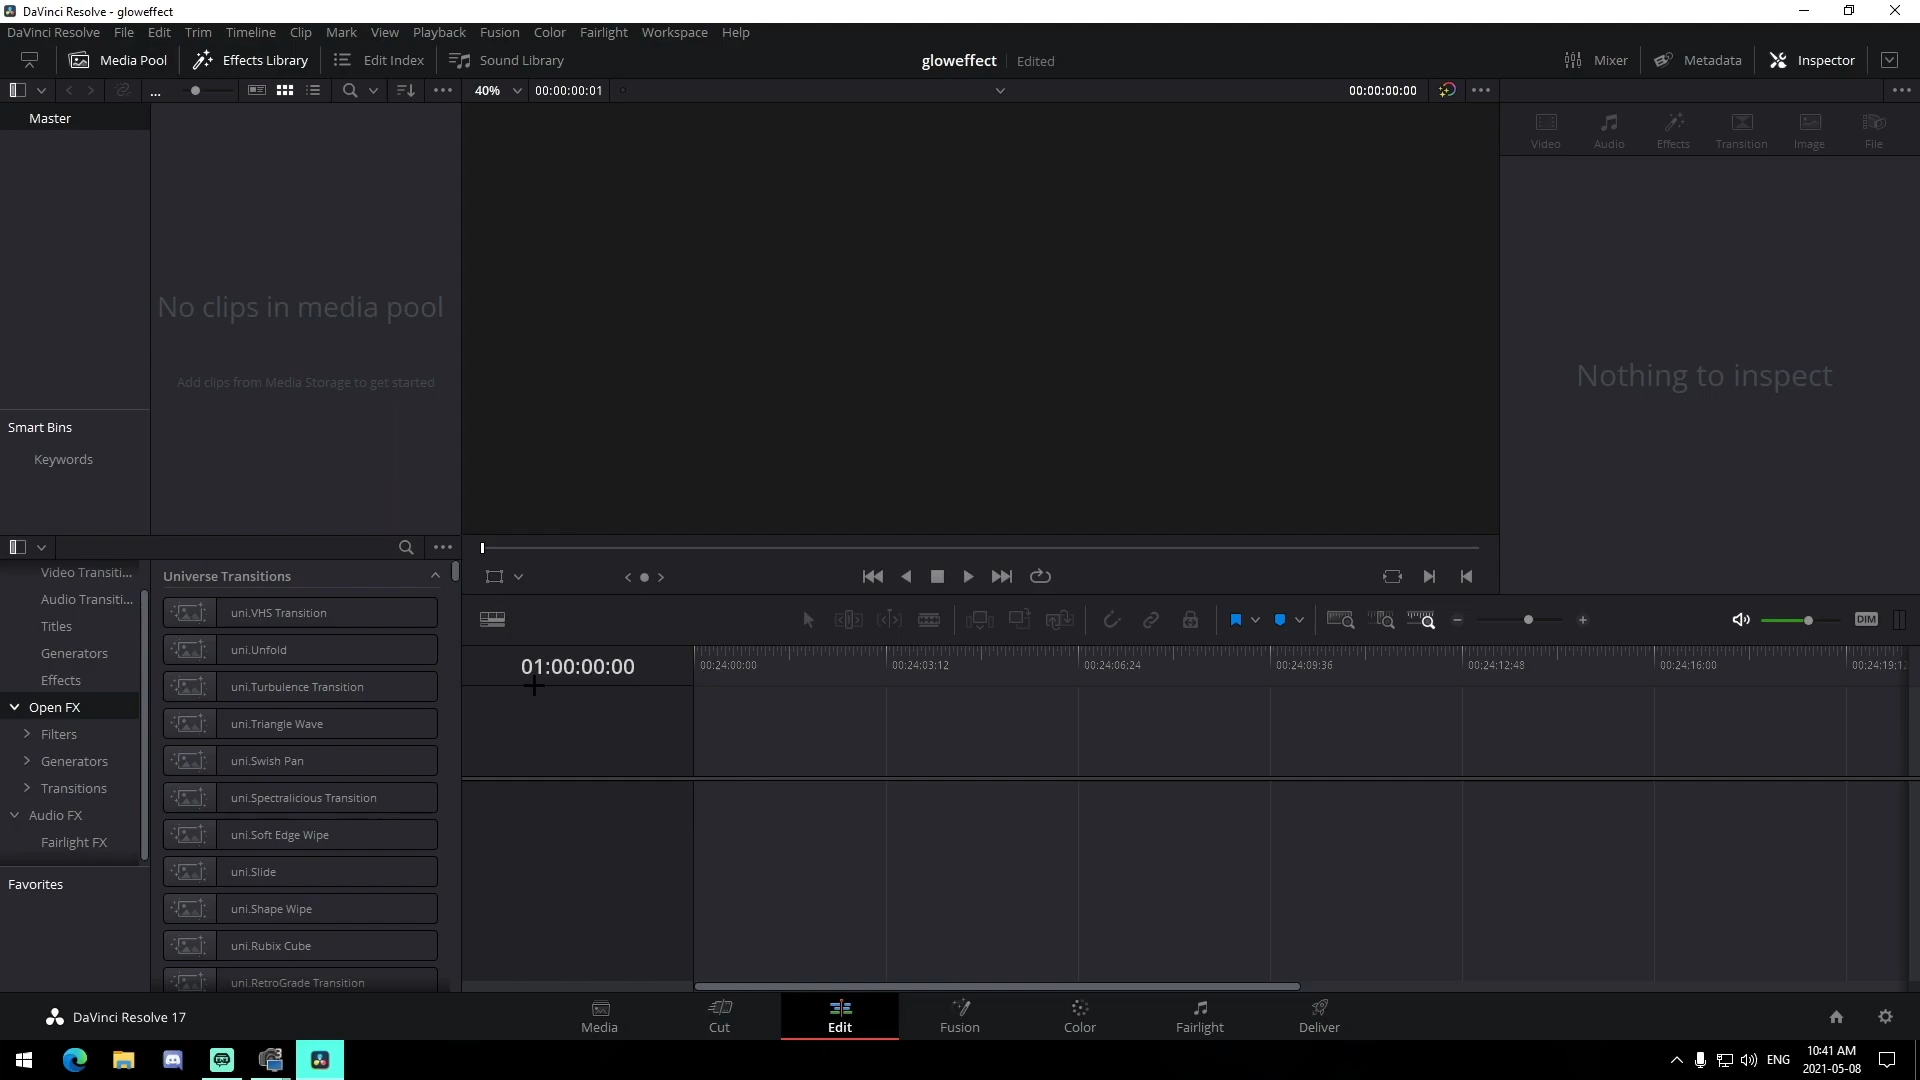 DaVinci Resolve - gloweffect
DaVinci Resolve File Edit Trim Timeline Clip Mark View Playback Fusion Color Fairlight Workspace Help
Media Pool Effects Library Edit Index Sound Library gloweffect Edited Mixer Metadata Inspector
... 40% 00:00:00:01 00:00:00:00
Master
Video Audio Effects Transition Image File
No clips in media pool
Add clips from Media Storage to get started
Nothing to inspect
Smart Bins
Keywords
Video Transiti...
Audio Transiti...
Titles
Generators
Effects
Open FX
Filters
Generators
Transitions
Audio FX
Fairlight FX
Favorites
Universe Transitions
uni.VHS Transition
uni.Unfold
uni.Turbulence Transition
uni.Triangle Wave
uni.Swish Pan
uni.Spectralicious Transition
uni.Soft Edge Wipe
uni.Slide
uni.Shape Wipe
uni.Rubix Cube
uni.RetroGrade Transition
DIM
01:00:00:00
00:24:00:00 00:24:03:12 00:24:06:24 00:24:09:36 00:24:12:48 00:24:16:00
DaVinci Resolve 17
Media Cut Edit Fusion Color Fairlight Deliver
ENG
10:41 AM
2021-05-08